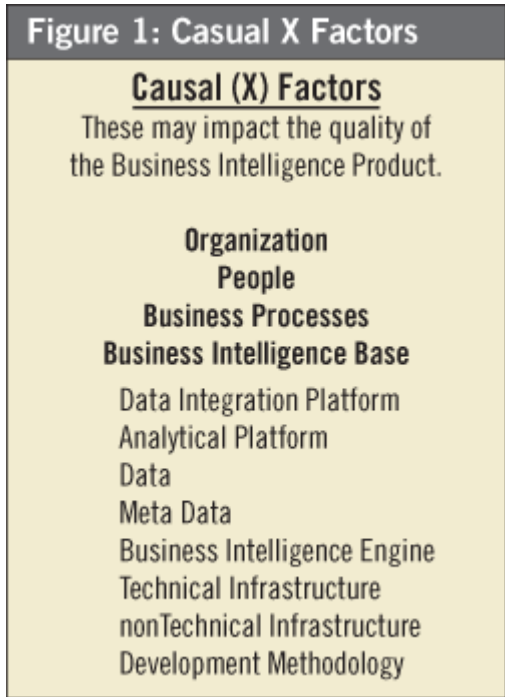 Figure 1: Casual X Factors
Causal (X) Factors
These may impact the quality of
the Business Intelligence Product.
Organization
People
Business Processes
Business Intelligence Base
Data Integration Platform
Analytical Platform
Data
Meta Data
Business Intelligence Engine
Technical Infrastructure
nonTechnical Infrastructure
Development Methodology